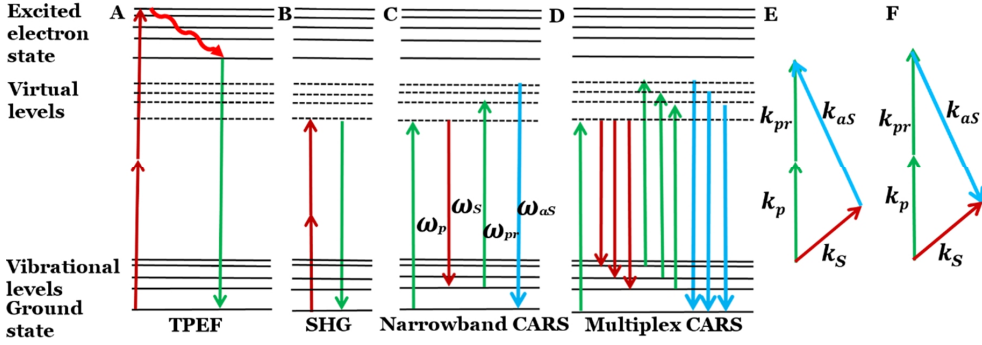 A B C D E F
Excited
electron
state
Virtual
levels
Vibrational
levels
Ground
state
ω_p ω_S ω_pr ω_aS
TPEF SHG Narrowband CARS Multiplex CARS
k_pr k_aS
k_p
k_S
k_pr k_aS
k_p
k_S